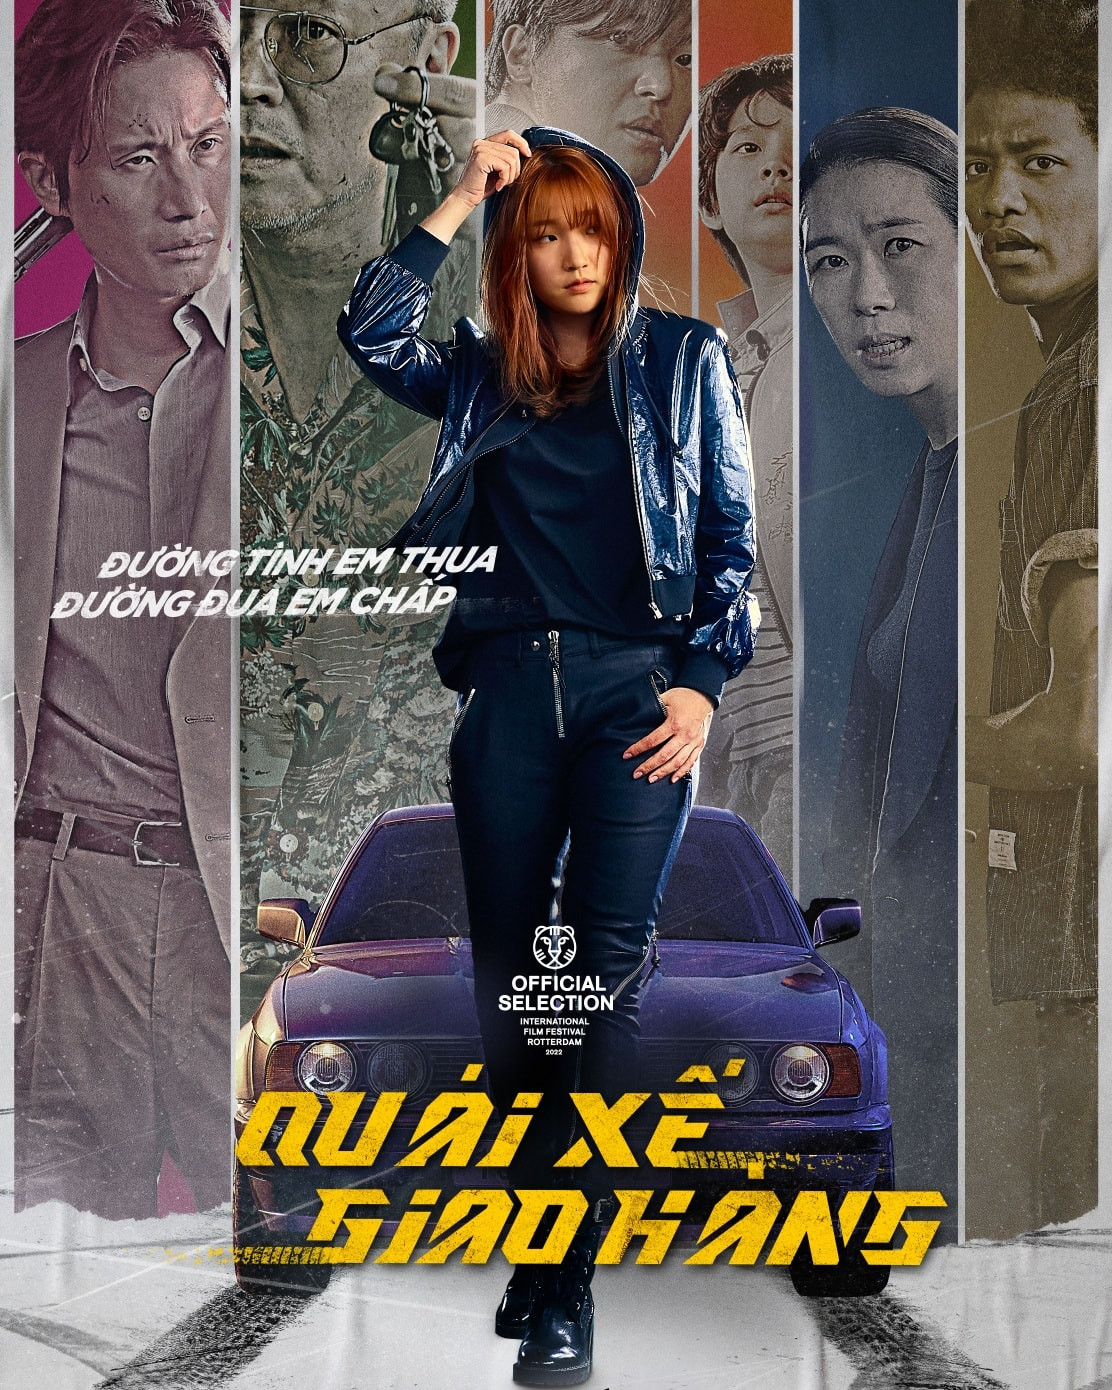 ĐƯỜNG TÌNH EM THUA
ĐƯỜNG ĐUA EM CHẤP
OFFICIAL
SELECTION
INTERNATIONAL
FILM FESTIVAL
ROTTERDAM
2022
QUÁI XẾ
GIAO HÀNG